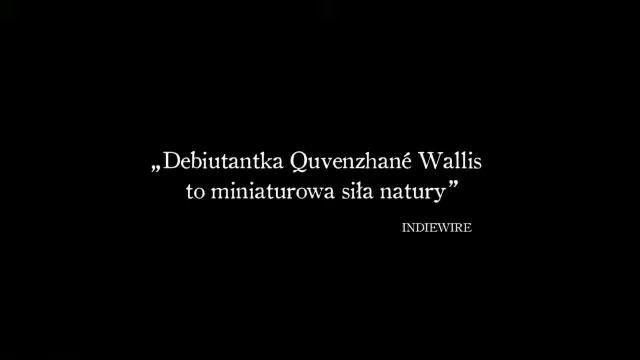 „Debiutantka Quvenzhané Wallis
to miniaturowa siła natury”
INDIEWIRE